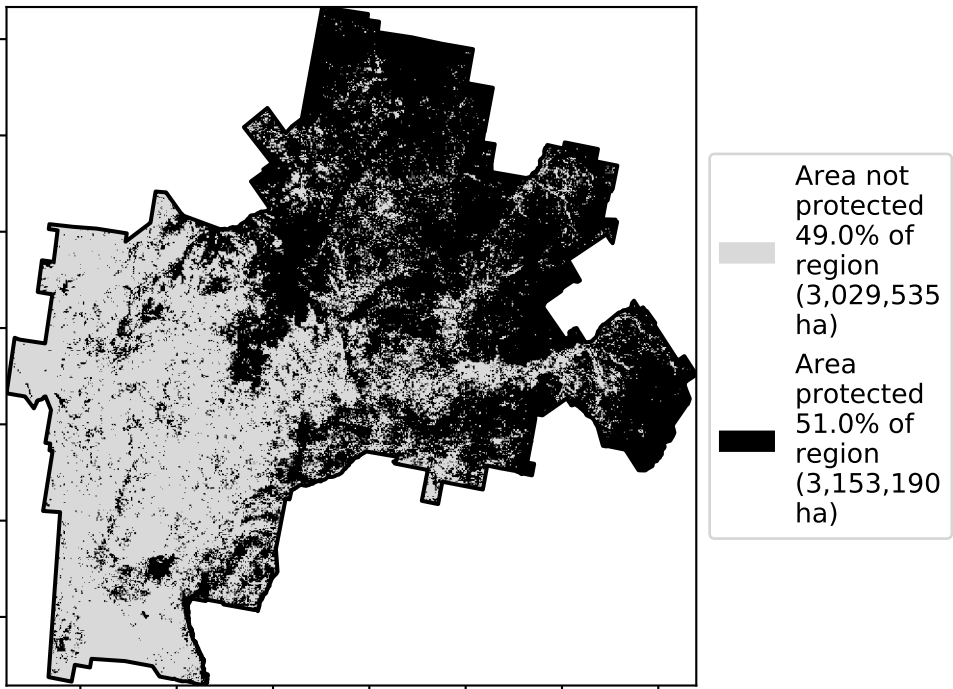 Area not
protected
49.0% of
region
(3,029,535
ha)
Area
protected
51.0% of
region
(3,153,190
ha)